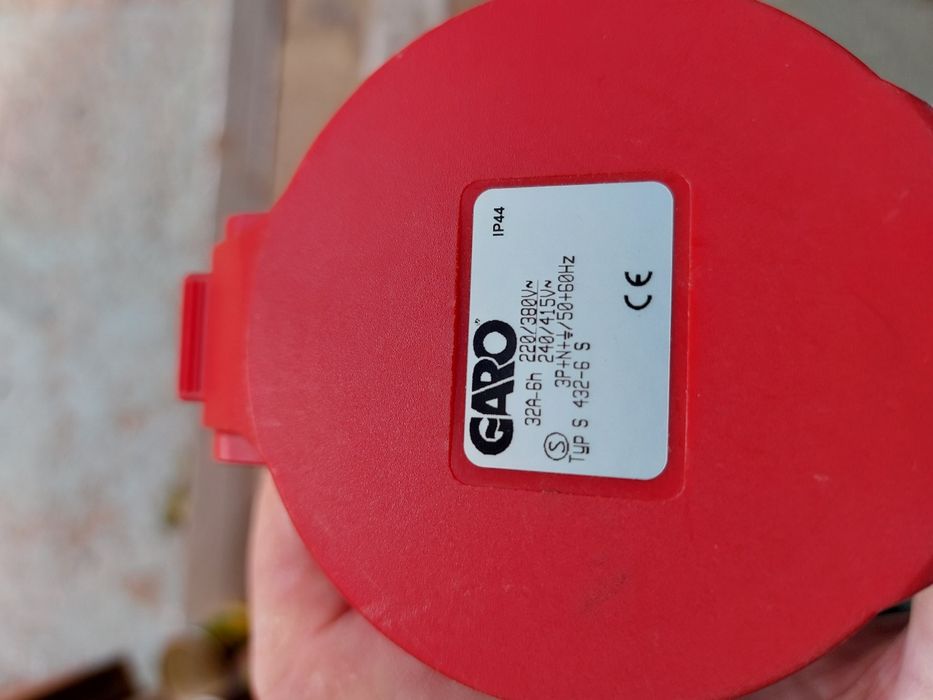 GARO
IP44
32A-6h 220/380V~
240/415V~
3P+N+⏚/50+60Hz
S
Typ S 432-6 S
CE